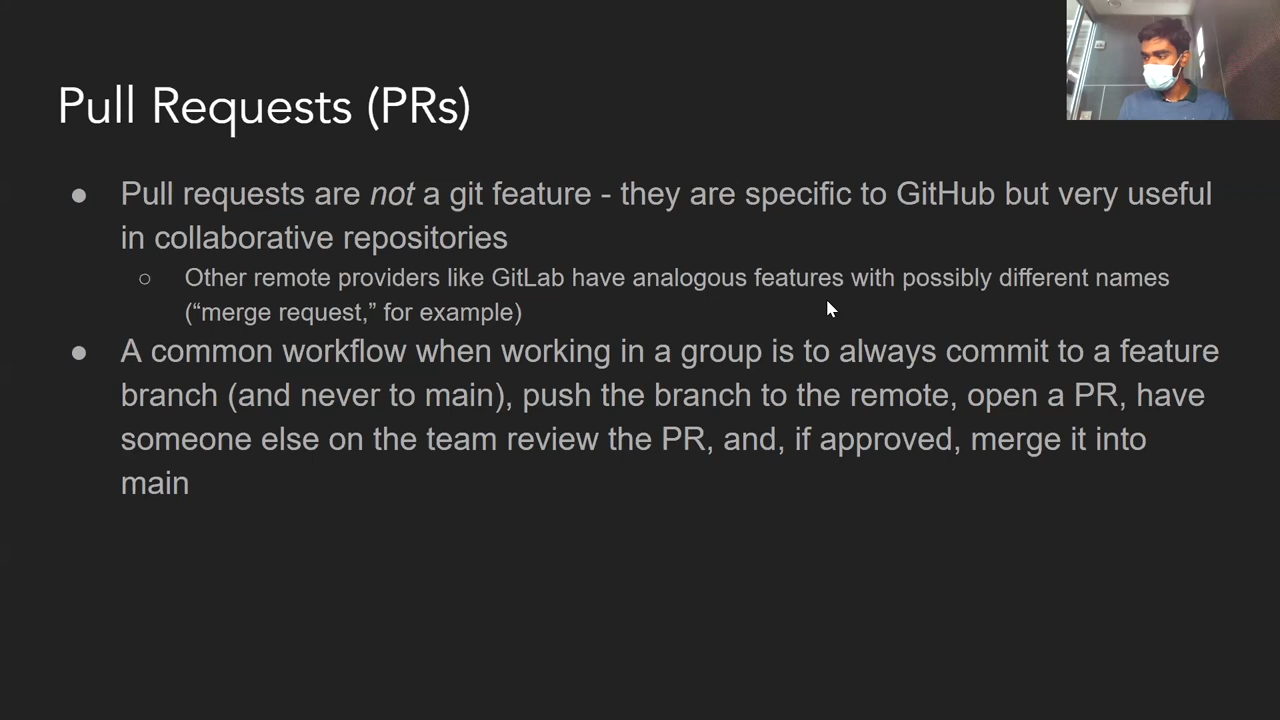 Pull Requests (PRs)
● Pull requests are not a git feature - they are specific to GitHub but very useful
in collaborative repositories
○ Other remote providers like GitLab have analogous features with possibly different names
(“merge request,” for example)
● A common workflow when working in a group is to always commit to a feature
branch (and never to main), push the branch to the remote, open a PR, have
someone else on the team review the PR, and, if approved, merge it into
main